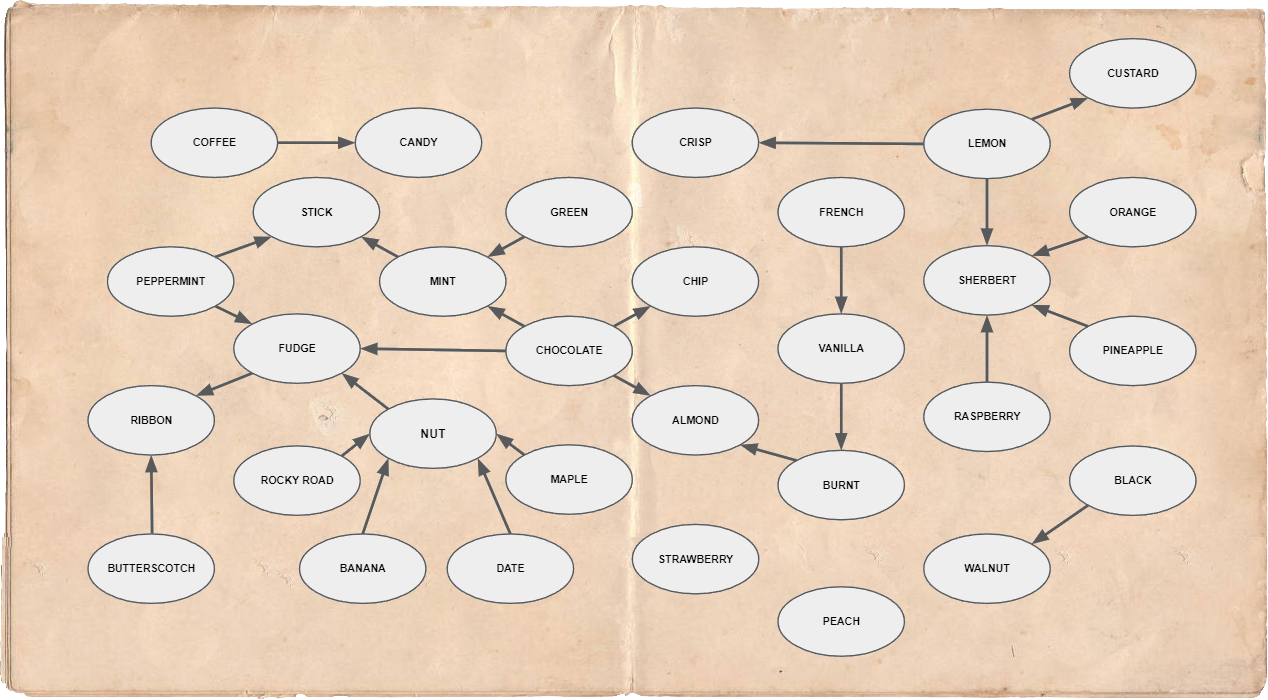 CUSTARD
COFFEE
CANDY
CRISP
LEMON
STICK
GREEN
FRENCH
ORANGE
PEPPERMINT
MINT
CHIP
SHERBERT
FUDGE
CHOCOLATE
VANILLA
PINEAPPLE
RIBBON
NUT
ALMOND
RASPBERRY
ROCKY ROAD
MAPLE
BURNT
BLACK
BUTTERSCOTCH
BANANA
DATE
STRAWBERRY
WALNUT
PEACH